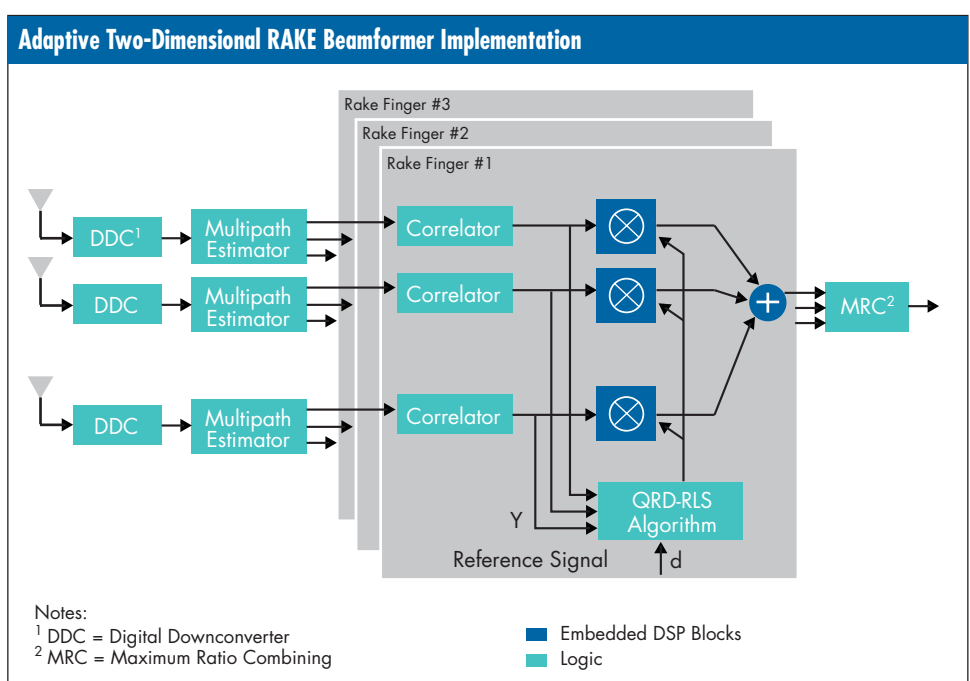 Adaptive Two-Dimensional RAKE Beamformer Implementation
Rake Finger #3
Rake Finger #2
Rake Finger #1
DDC¹
Multipath
Estimator
Correlator
DDC
Multipath
Estimator
Correlator
MRC²
DDC
Multipath
Estimator
Correlator
QRD-RLS
Algorithm
Y
Reference Signal
d
Notes:
¹ DDC = Digital Downconverter
² MRC = Maximum Ratio Combining
Embedded DSP Blocks
Logic